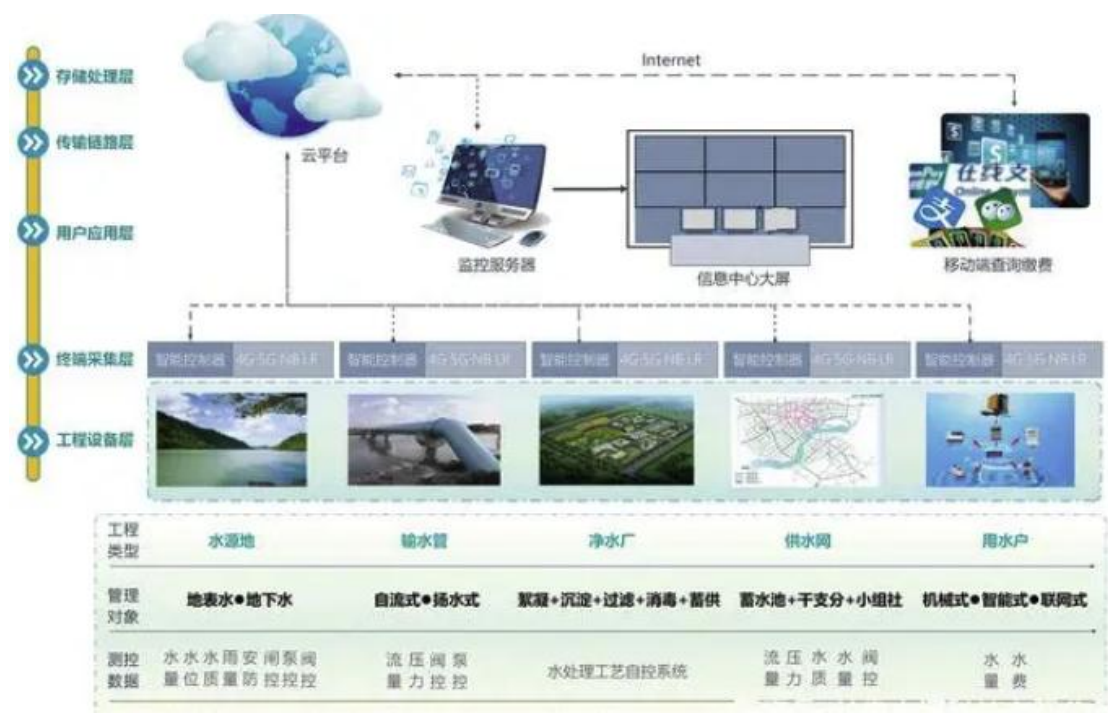 Internet
存储处理层
传输链路层
云平台
用户应用层
监控服务器
信息中心大屏
移动端查询缴费
终端采集层
智能控制器 4G·5G·NB·LR
智能控制器 4G·5G·NB·LR
智能控制器 4G·5G·NB·LR
智能控制器 4G·5G·NB·LR
智能控制器 4G·5G·NB·LR
工程设备层
工程类型 水源地 输水管 净水厂 供水网 用水户
管理对象 地表水●地下水 自流式●扬水式 絮凝+沉淀+过滤+消毒+蓄供 蓄水池+干支分+小组社 机械式●智能式●联网式
测控数据 水量 水位 水质 雨量 安防 闸控 泵控 阀控 流量 压力 阀控 泵控 水处理工艺自控系统 流量 压力 水质 水量 阀控 水量 水费